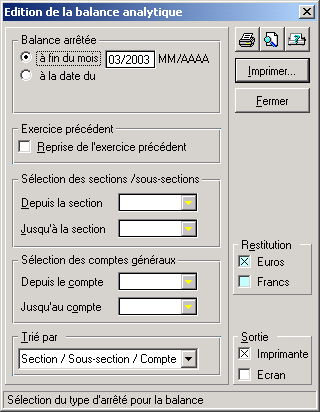 Edition de la balance analytique
Balance arrêtée
à fin du mois 03/2003 MM/AAAA
à la date du
Imprimer...
Fermer
Exercice précédent
Reprise de l'exercice précédent
Sélection des sections /sous-sections
Depuis la section
Jusqu'à la section
Sélection des comptes généraux
Depuis le compte
Jusqu'au compte
Restitution
Euros
Francs
Trié par
Section / Sous-section / Compte
Sortie
Imprimante
Ecran
Sélection du type d'arrêté pour la balance